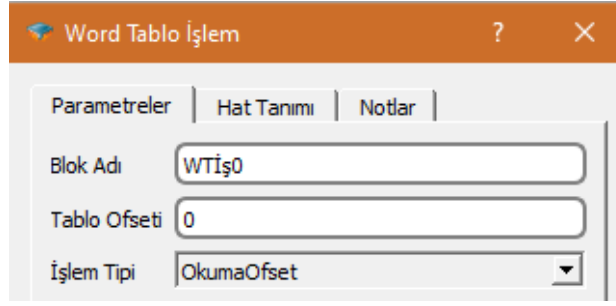 Word Tablo İşlem ? ×
Parametreler Hat Tanımı Notlar
Blok Adı WTİş0
Tablo Ofseti 0
İşlem Tipi OkumaOfset